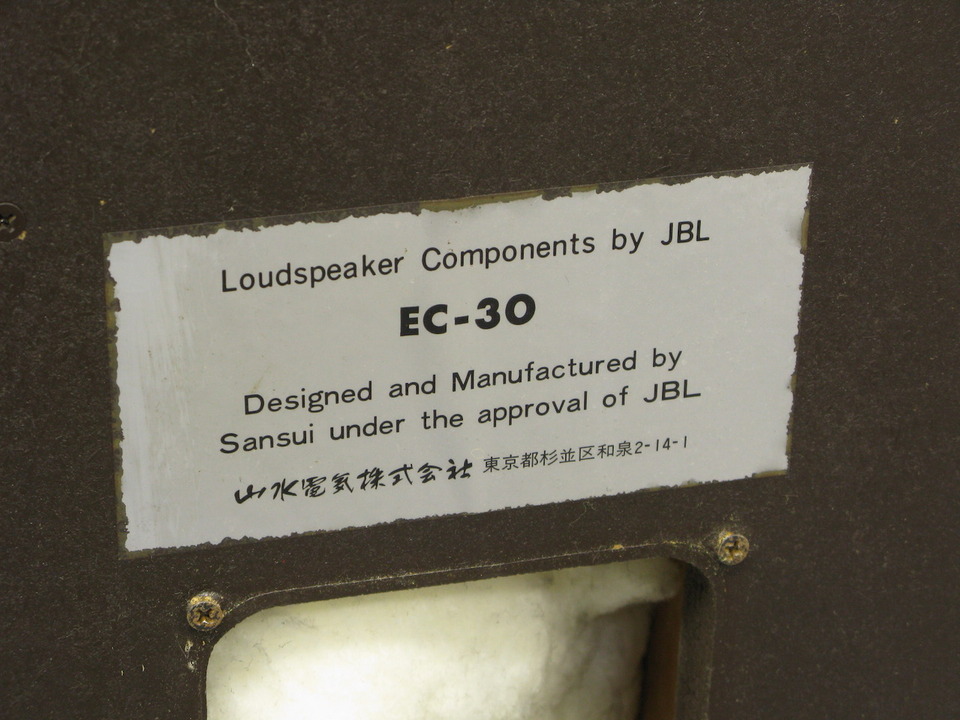 Loudspeaker Components by JBL
EC-30
Designed and Manufactured by
Sansui under the approval of JBL
山水電気株式会社 東京都杉並区和泉2-14-1